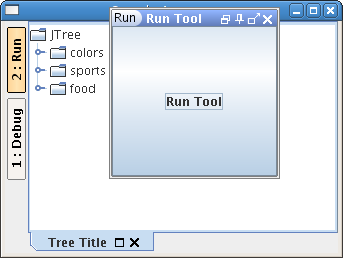 Run Run Tool
2 : Run
1 : Debug
JTree
colors
sports
food
Run Tool
Tree Title